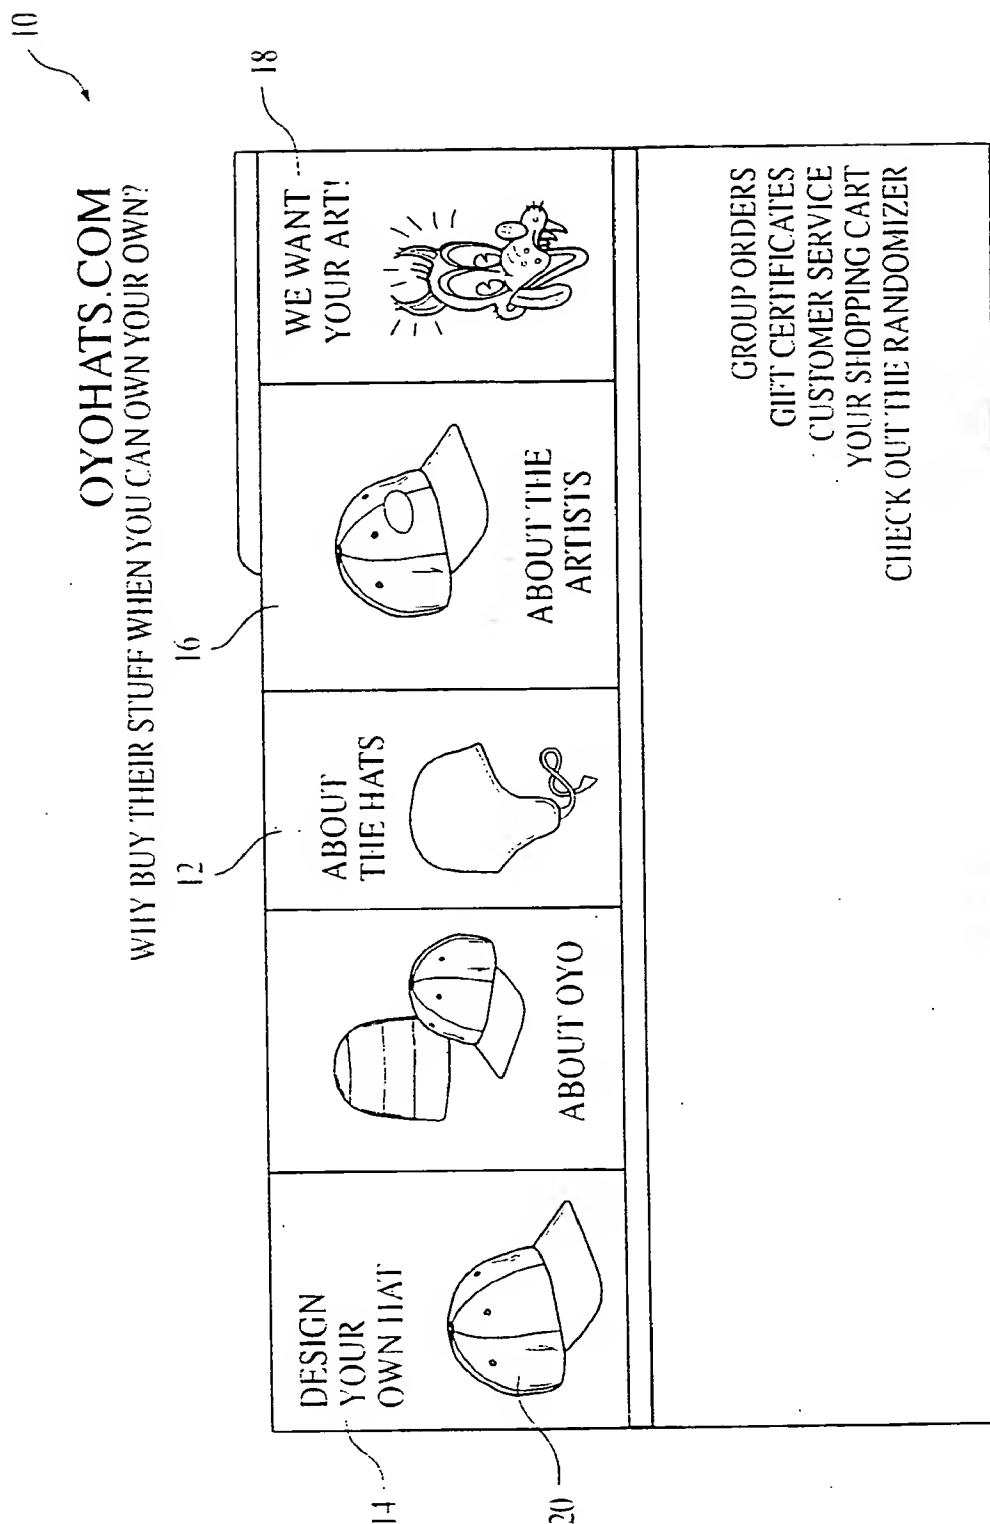 10
OYOHATS.COM
WHY BUY THEIR STUFF WHEN YOU CAN OWN YOUR OWN?
14
12
16
18
DESIGN
YOUR
OWN HAT
20
ABOUT OYO
ABOUT
THE HATS
ABOUT THE
ARTISTS
WE WANT
YOUR ART!
GROUP ORDERS
GIFT CERTIFICATES
CUSTOMER SERVICE
YOUR SHOPPING CART
CHECK OUT THE RANDOMIZER